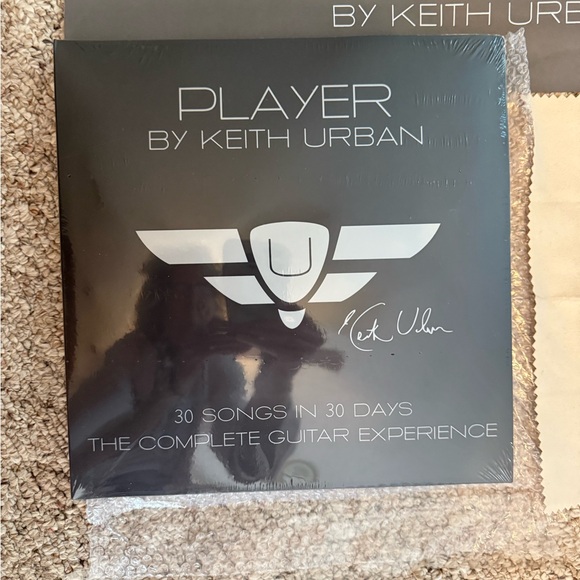 BY KEITH URB
PLAYER
BY KEITH URBAN
U
Keith Urban
30 SONGS IN 30 DAYS
THE COMPLETE GUITAR EXPERIENCE